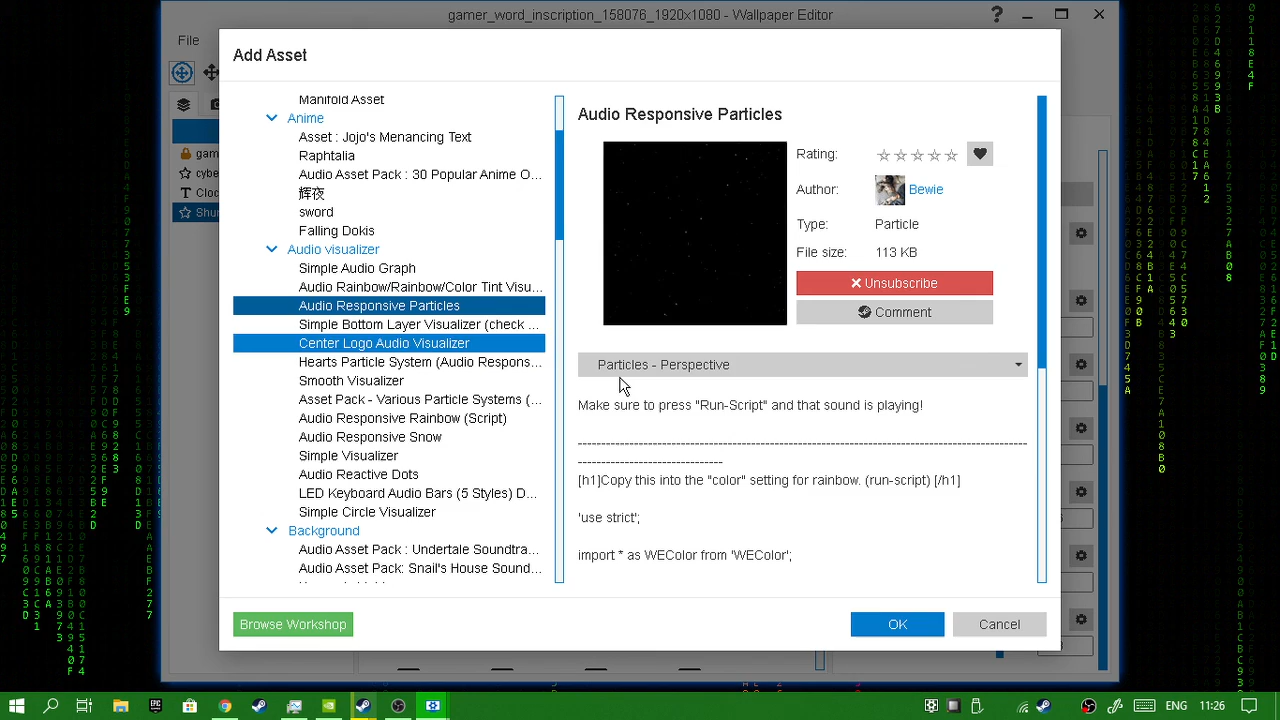 gamer_word_inscription_158076_1920x1080 - Wallpaper Editor
File
Add Asset
Manifold Asset
Anime
Asset : Jojo's Menancing Text
Raphtalia
Audio Asset Pack : 30 Popular Anime O...
辉夜
sword
Falling Dokis
Audio visualizer
Simple Audio Graph
Audio Rainbow/Rainbow Color Tint Visu...
Audio Responsive Particles
Simple Bottom Layer Visualizer (check ...
Center Logo Audio Visualizer
Hearts Particle System (Audio Respons...
Smooth Visualizer
Asset Pack - Various Particle Systems (...
Audio Responsive Rainbow (Script)
Audio Responsive Snow
Simple Visualizer
Audio Reactive Dots
LED Keyboard Audio Bars (5 Styles) D...
Simple Circle Visualizer
Background
Audio Asset Pack : Undertale Soundtra...
Audio Asset Pack: Snail's House Sound...
Audio Responsive Particles
Rating:
Author:
Bewie
Type:
Particle
File size:
113 KB
Unsubscribe
Comment
Particles - Perspective
Make sure to press "Run-Script" and that sound is playing!
[h1]Copy this into the "color" setting for rainbow. (run-script) [/h1]
'use strict';
import * as WEColor from 'WEColor';
Browse Workshop
OK
Cancel
gam
cybe
Cloc
Shur
ENG
11:26